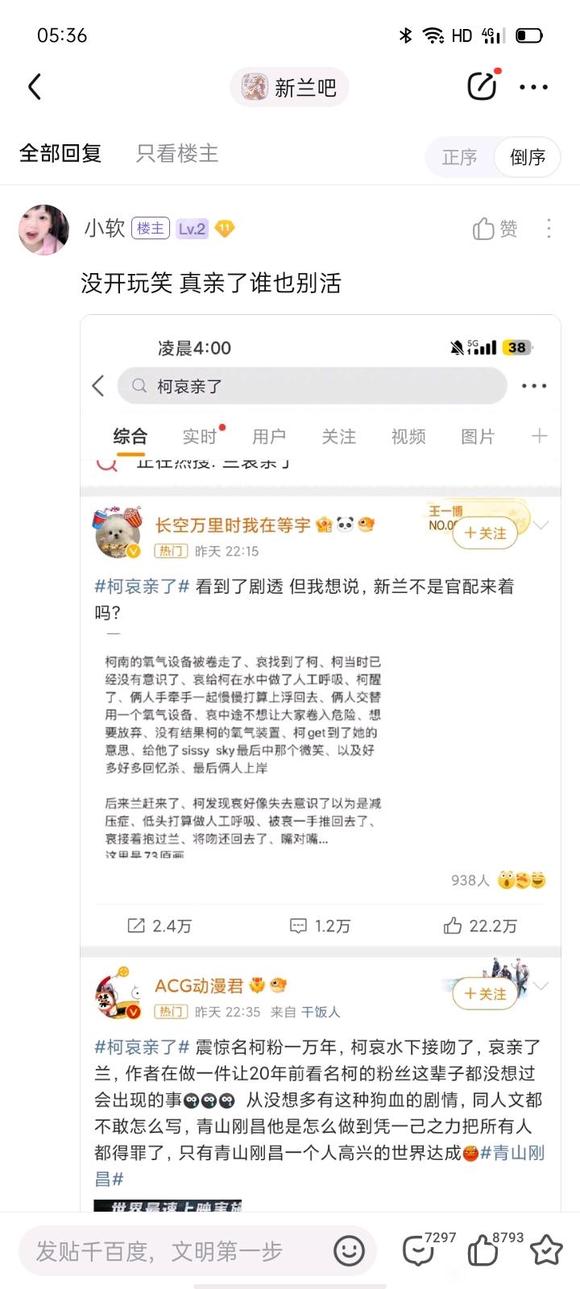 05:36
HD 4G
新兰吧
全部回复 只看楼主
正序 倒序
小软 楼主 Lv.2 11
赞
没开玩笑 真亲了谁也别活
凌晨4:00
5G 38
柯哀亲了
综合 实时 用户 关注 视频 图片
正在热搜: 兰哀亲了
王一博
长空万里时我在等宇
NO.0
+关注
热门 昨天 22:15
#柯哀亲了# 看到了剧透 但我想说，新兰不是官配来着
吗？
柯南的氧气设备被卷走了、哀找到了柯、柯当时已
经没有意识了、哀给柯在水中做了人工呼吸、柯醒
了、俩人手牵手一起慢慢打算上浮回去、俩人交替
用一个氧气设备、哀中途不想让大家卷入危险、想
要放弃、没有结果柯的氧气装置、柯get到了她的
意思、给他了sissy sky最后中那个微笑、以及好
多好多回忆杀、最后俩人上岸
后来兰赶来了、柯发现哀好像失去意识了以为是减
压症、低头打算做人工呼吸、被哀一手推回去了、
哀接着抱过兰、将吻还回去了、嘴对嘴...
这里是73原画
938人
2.4万 1.2万 22.2万
ACG动漫君
+关注
热门 昨天 22:35 来自 干饭人
#柯哀亲了# 震惊名柯粉一万年，柯哀水下接吻了，哀亲了
兰，作者在做一件让20年前看名柯的粉丝这辈子都没想过
会出现的事 从没想多有这种狗血的剧情，同人文都
不敢怎么写，青山刚昌他是怎么做到凭一己之力把所有人
都得罪了，只有青山刚昌一个人高兴的世界达成#青山刚
昌#
世界最速上映实施
发贴千百度，文明第一步
7297 8793